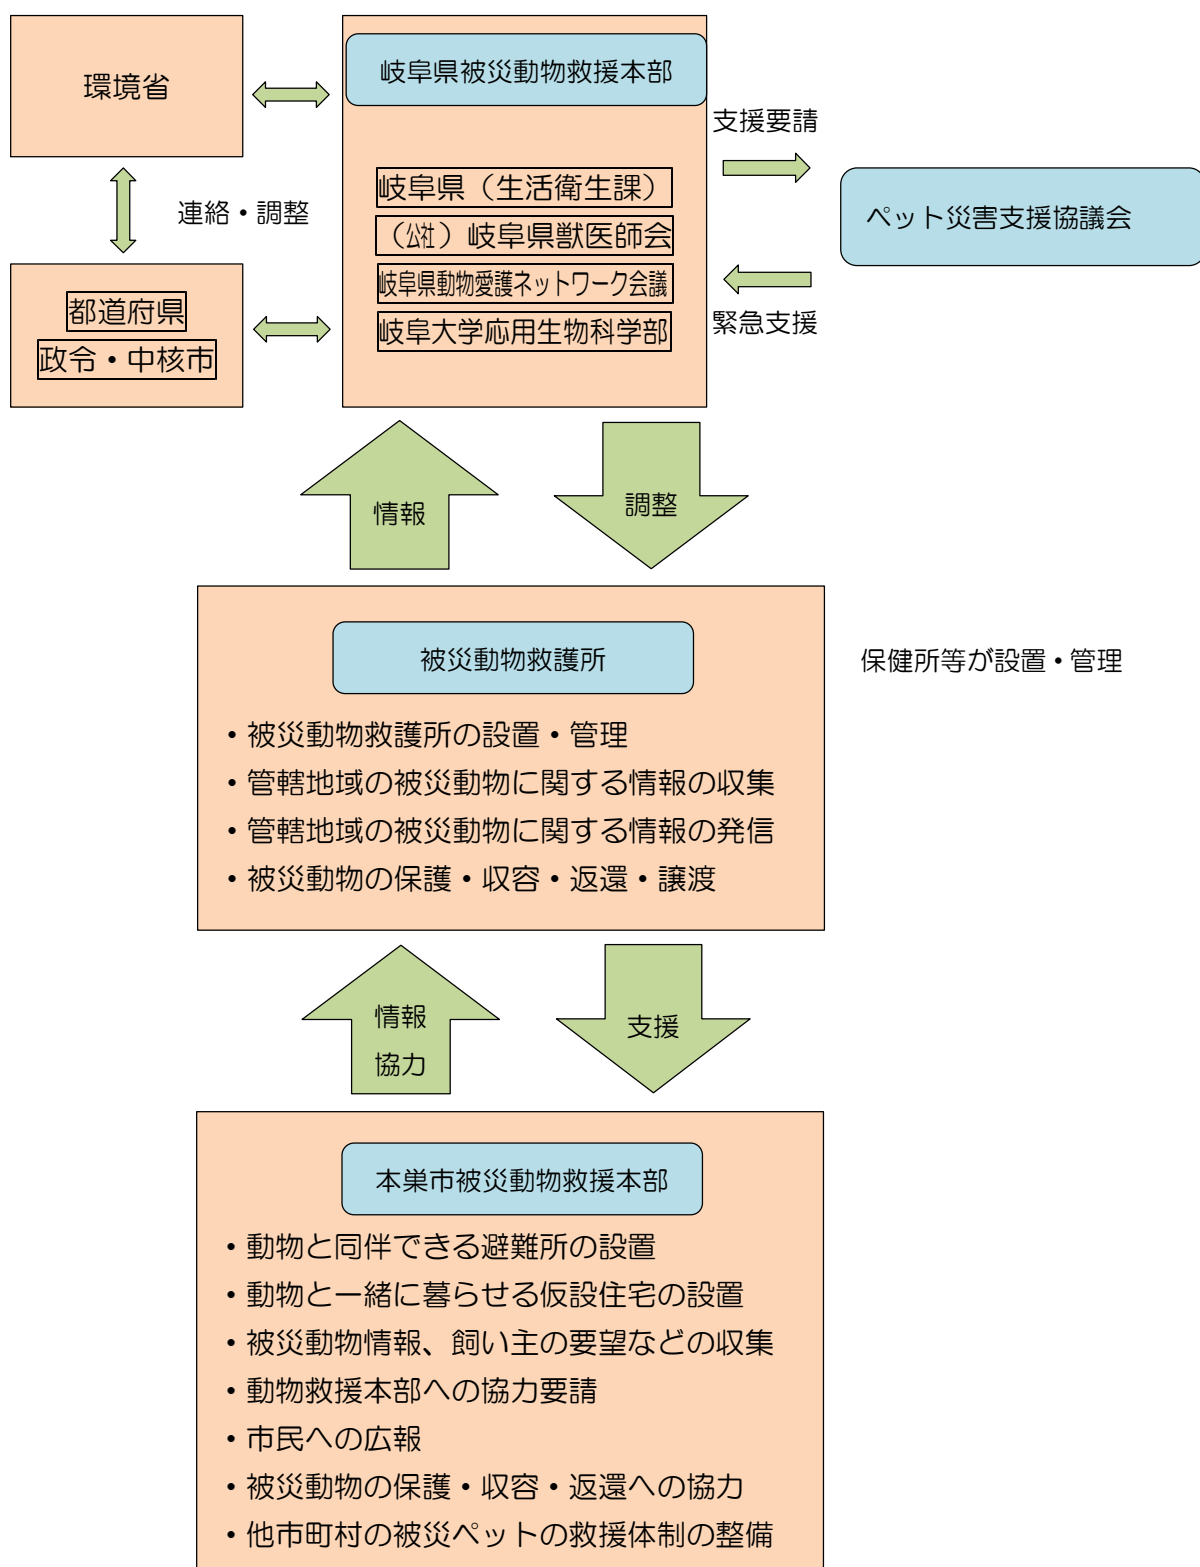 環境省
岐阜県被災動物救援本部
支援要請
岐阜県（生活衛生課）
（公社）岐阜県獣医師会
岐阜県動物愛護ネットワーク会議
岐阜大学応用生物科学部
ペット災害支援協議会
連絡・調整
緊急支援
都道府県
政令・中核市
情報
調整
被災動物救護所
保健所等が設置・管理
・被災動物救護所の設置・管理
・管轄地域の被災動物に関する情報の収集
・管轄地域の被災動物に関する情報の発信
・被災動物の保護・収容・返還・譲渡
情報
協力
支援
本巣市被災動物救援本部
・動物と同伴できる避難所の設置
・動物と一緒に暮らせる仮設住宅の設置
・被災動物情報、飼い主の要望などの収集
・動物救援本部への協力要請
・市民への広報
・被災動物の保護・収容・返還への協力
・他市町村の被災ペットの救援体制の整備